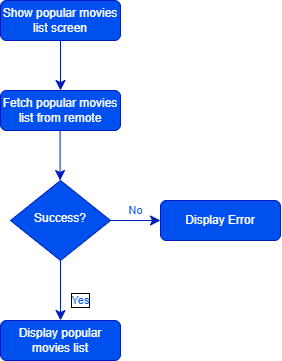 Show popular movies
list screen
Fetch popular movies
list from remote
Success?
No
Display Error
Yes
Display popular
movies list